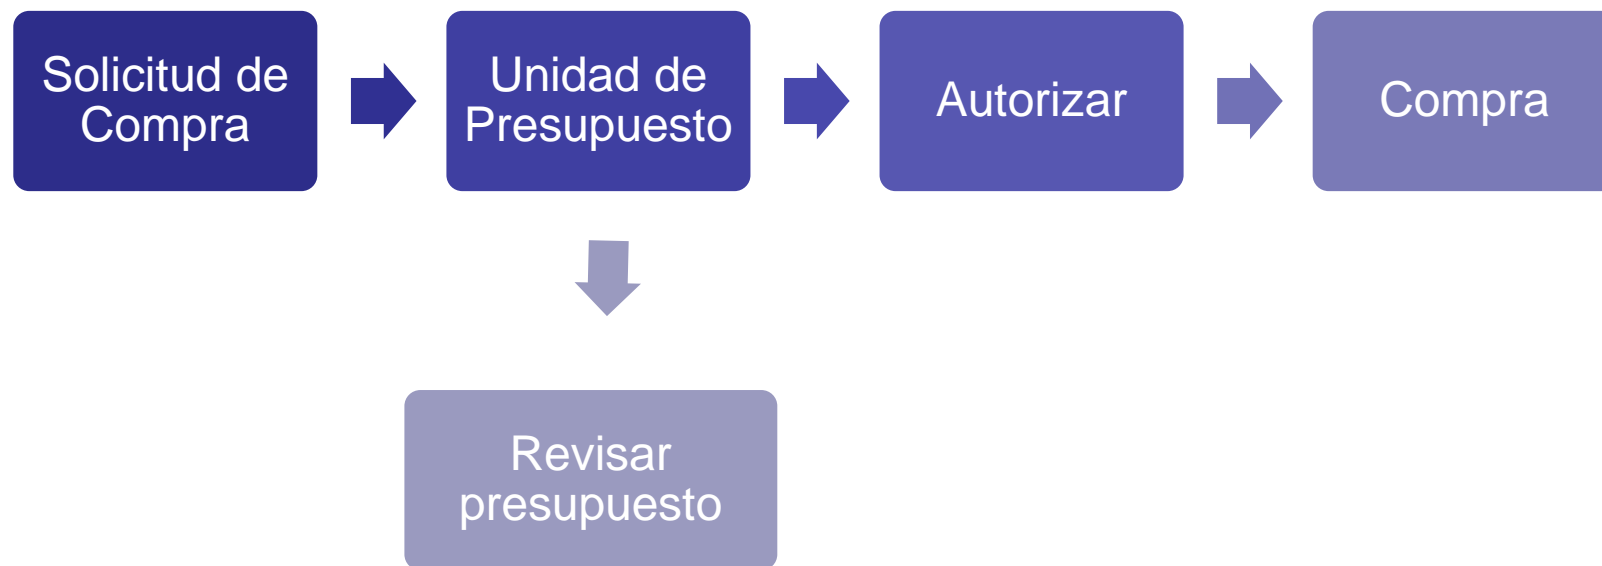 Solicitud de
Compra
Unidad de
Presupuesto
Autorizar
Compra
Revisar
presupuesto